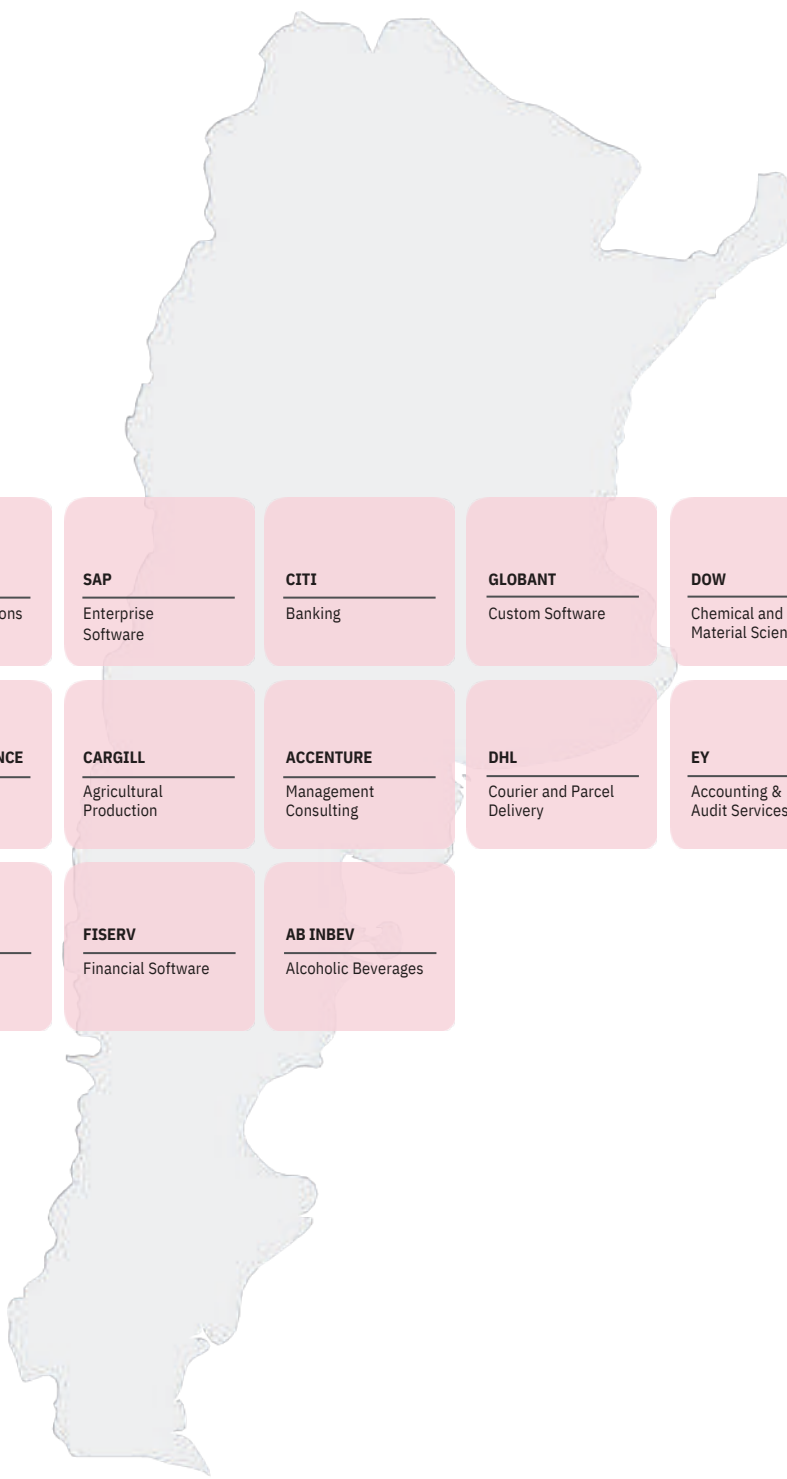 SAP
CITI
GLOBANT
DOW
ons
Enterprise
Software
Banking
Custom Software
Chemical and
Material Scien
NCE
CARGILL
ACCENTURE
DHL
EY
Agricultural
Production
Management
Consulting
Courier and Parcel
Delivery
Accounting &
Audit Services
FISERV
AB INBEV
Financial Software
Alcoholic Beverages